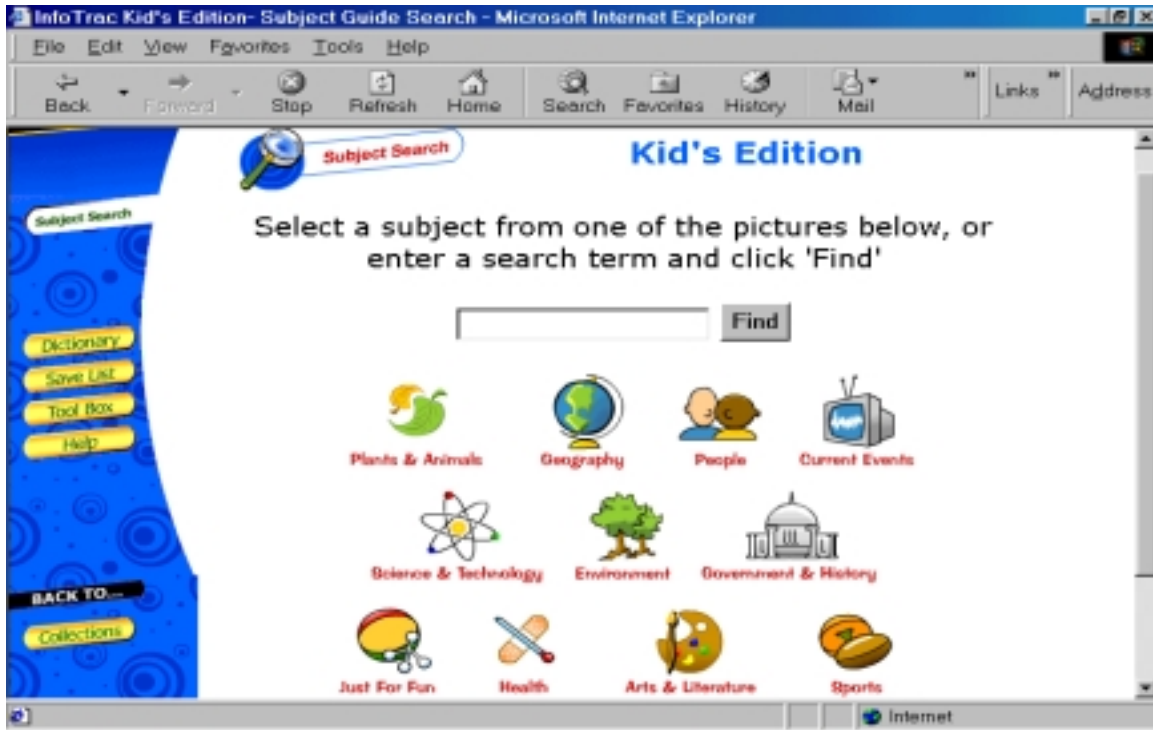 InfoTrac Kid's Edition- Subject Guide Search - Microsoft Internet Explorer
File Edit View Favorites Tools Help
Back Forward Stop Refresh Home Search Favorites History Mail Links Address
Subject Search
Kid's Edition
Subject Search
Select a subject from one of the pictures below, or
enter a search term and click 'Find'
Find
Dictionary
Save List
Tool Box
Help
Plants & Animals Geography People Current Events
Science & Technology Environment Government & History
BACK TO...
Collections
Just For Fun Health Arts & Literature Sports
Internet